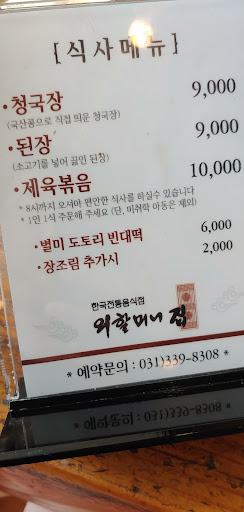 [ 식사메뉴 ]
• 청국장 9,000
(국산콩으로 직접 띄운 청국장)
• 된장 9,000
(소고기를 넣어 끓인 된장)
• 제육볶음 10,000
* 8시까지 오셔야 편안한 식사를 하실수 있습니다
* 1인 1식 주문해 주세요 (단, 미취학 아동은 제외)
• 별미 도토리 빈대떡 6,000
• 장조림 추가시 2,000
한국전통음식점
외할머니 집
* 예약문의 : 031)339-8308 *